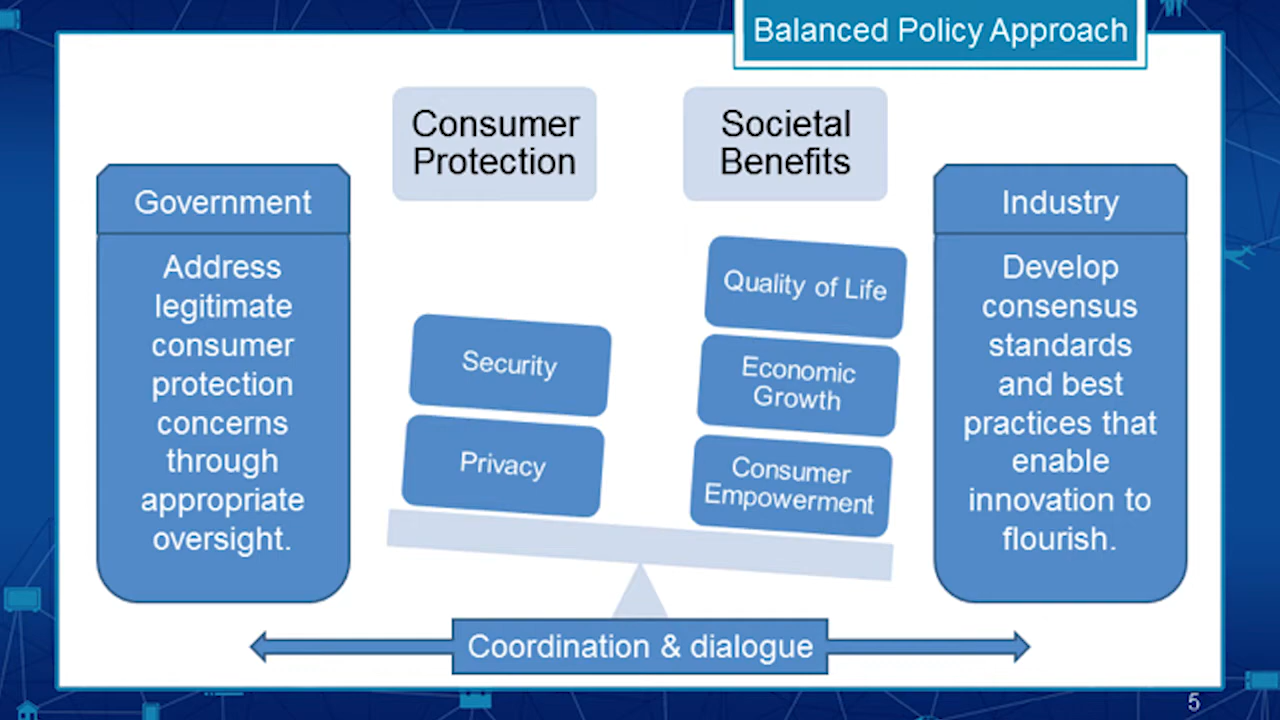 Balanced Policy Approach
Consumer
Protection
Societal
Benefits
Government
Address
legitimate
consumer
protection
concerns
through
appropriate
oversight.
Security
Privacy
Quality of Life
Economic
Growth
Consumer
Empowerment
Industry
Develop
consensus
standards
and best
practices that
enable
innovation to
flourish.
Coordination & dialogue
5